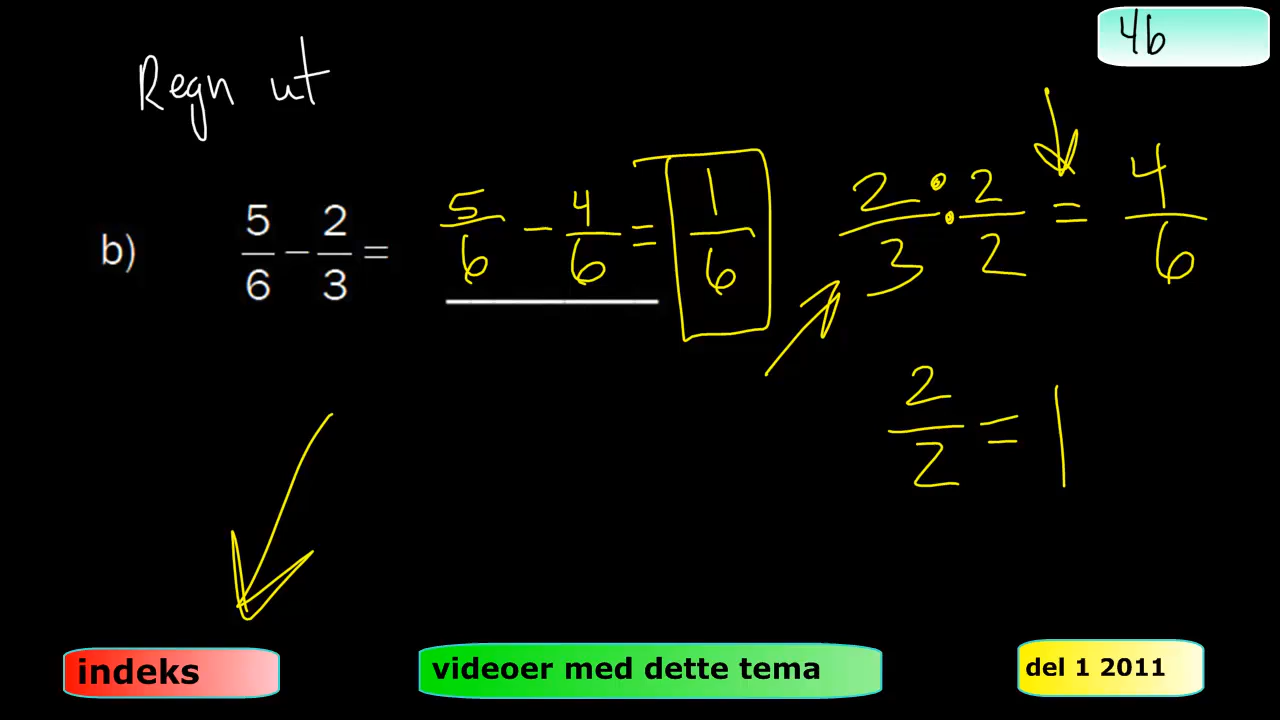 4b
Regn ut
b) 5/6 − 2/3 = 5/6 − 4/6 = 1/6
2/3 · 2/2 = 4/6
2/2 = 1
indeks
videoer med dette tema
del 1 2011